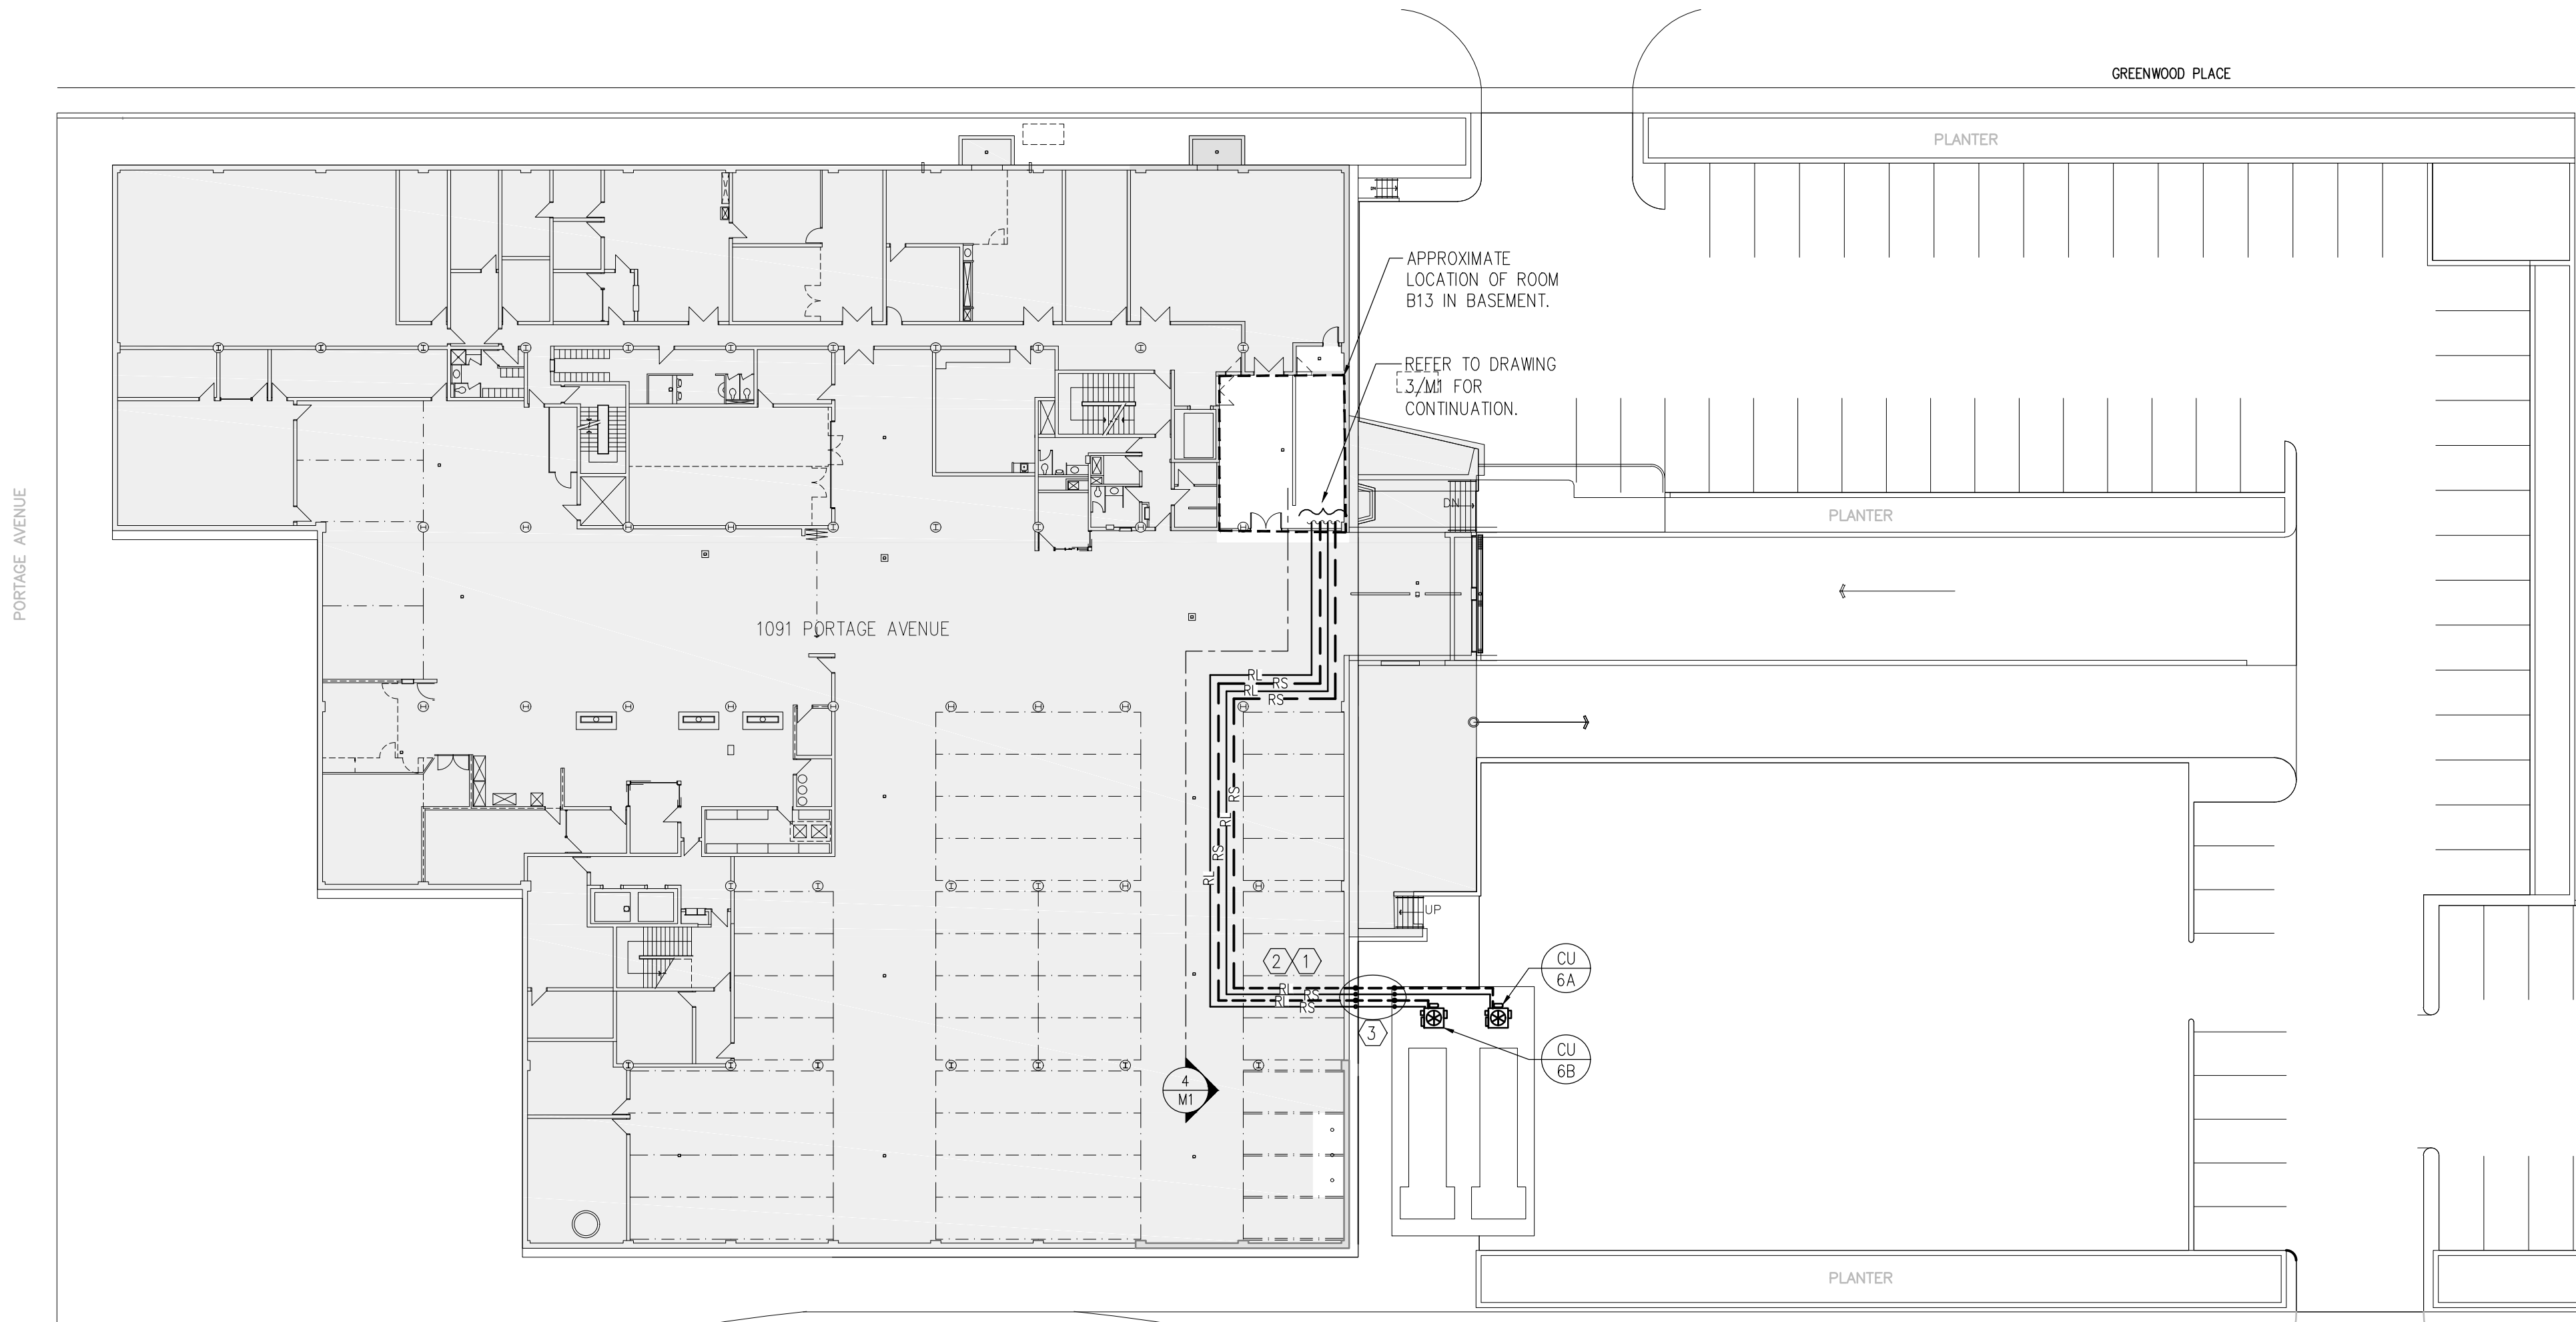 GREENWOOD PLACE
PLANTER
APPROXIMATE
LOCATION OF ROOM
B13 IN BASEMENT.
REFER TO DRAWING
3/M1 FOR
CONTINUATION.
PORTAGE AVENUE
DN
PLANTER
1091 PORTAGE AVENUE
RL
RS
RL
RS
RS
RL
RS
RL
UP
2
1
CU
6A
RL
RS
RL
RS
3
CU
6B
4
M1
PLANTER